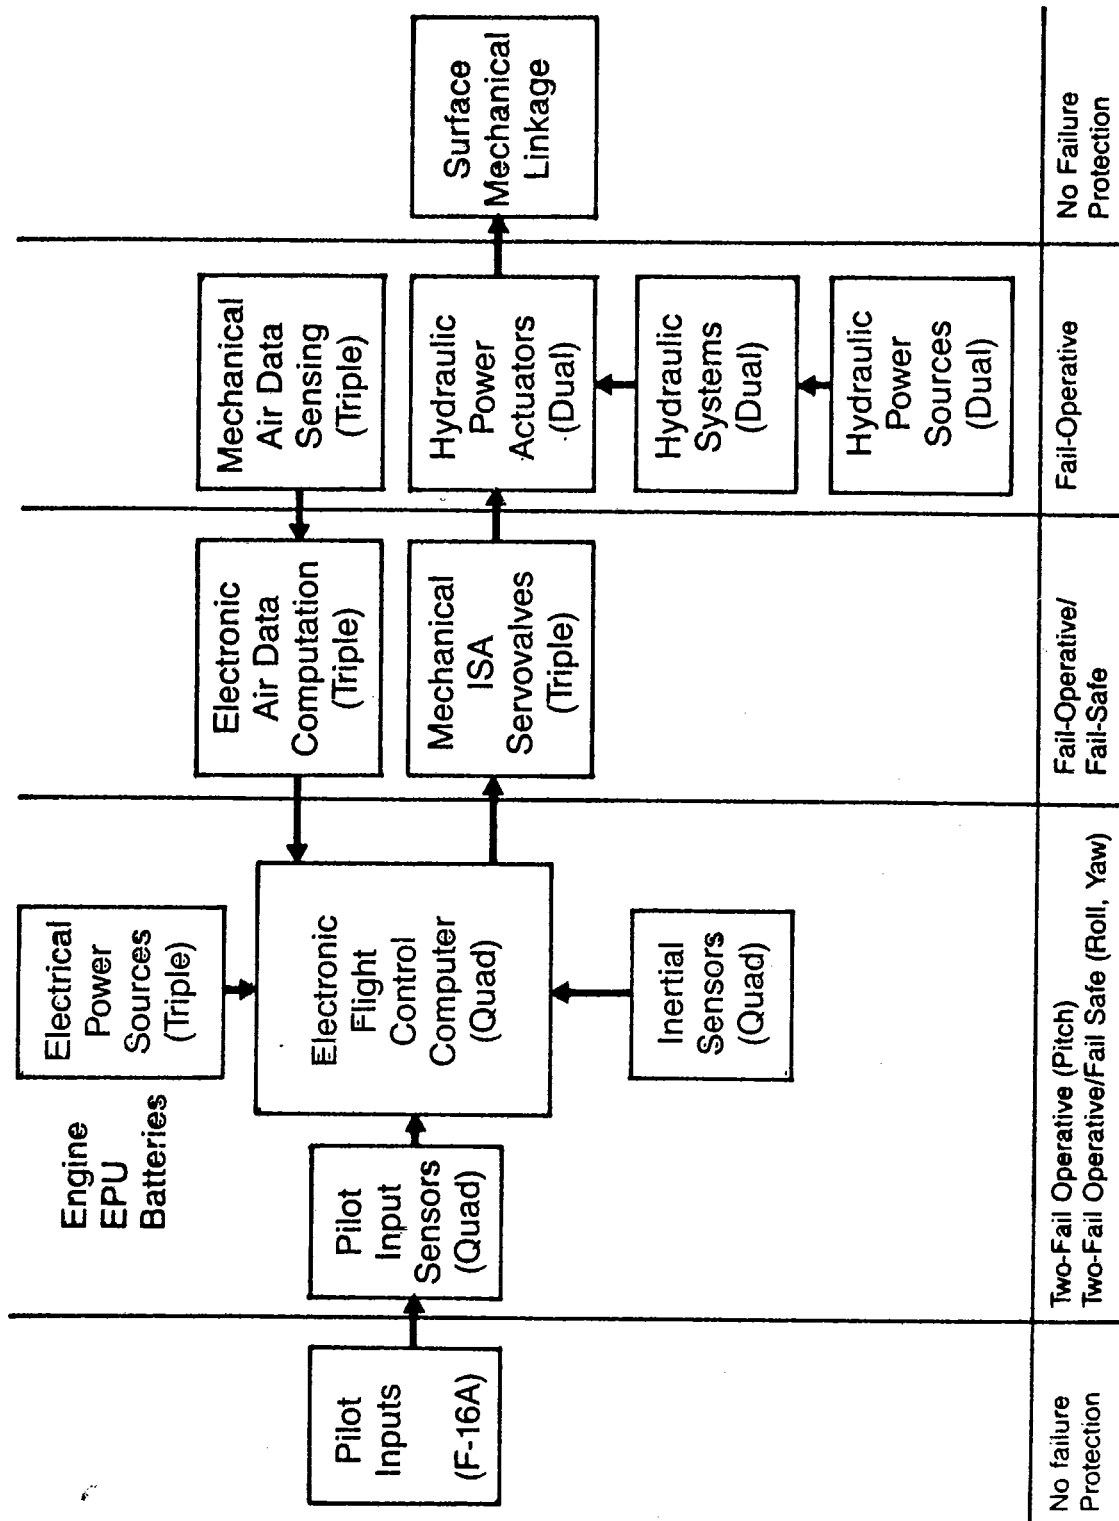 Engine
EPU
Batteries
Electrical
Power
Sources
(Triple)
Electronic
Air Data
Computation
(Triple)
Mechanical
Air Data
Sensing
(Triple)
Pilot
Inputs
(F-16A)
Pilot
Input
Sensors
(Quad)
Electronic
Flight
Control
Computer
(Quad)
Mechanical
ISA
Servovalves
(Triple)
Hydraulic
Power
Actuators
(Dual)
Surface
Mechanical
Linkage
Inertial
Sensors
(Quad)
Hydraulic
Systems
(Dual)
Hydraulic
Power
Sources
(Dual)
No failure
Protection
Two-Fail Operative (Pitch)
Two-Fail Operative/Fail Safe (Roll, Yaw)
Fail-Operative/
Fail-Safe
Fail-Operative
No Failure
Protection